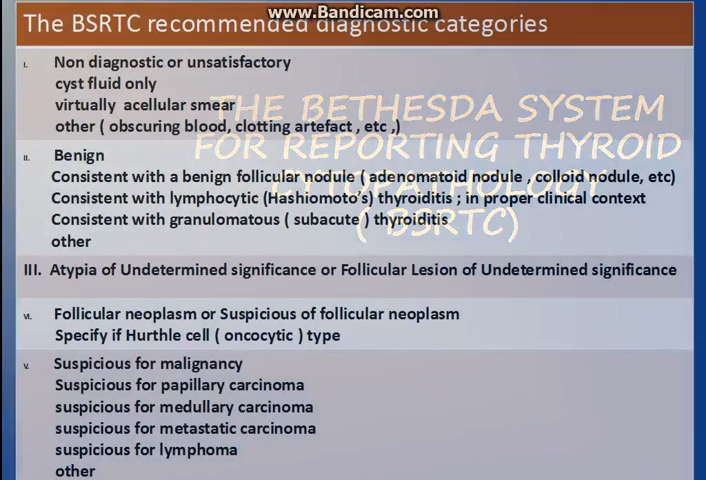 www.Bandicam.com
The BSRTC recommended diagnostic categories
I. Non diagnostic or unsatisfactory
cyst fluid only
virtually acellular smear
other ( obscuring blood, clotting artefact , etc ,)
THE BETHESDA SYSTEM
FOR REPORTING THYROID
CYTOPATHOLOGY
( BSRTC)
II. Benign
Consistent with a benign follicular nodule ( adenomatoid nodule , colloid nodule, etc)
Consistent with lymphocytic (Hashiomoto's) thyroiditis ; in proper clinical context
Consistent with granulomatous ( subacute ) thyroiditis
other
III. Atypia of Undetermined significance or Follicular Lesion of Undetermined significance
VI. Follicular neoplasm or Suspicious of follicular neoplasm
Specify if Hurthle cell ( oncocytic ) type
V. Suspicious for malignancy
Suspicious for papillary carcinoma
suspicious for medullary carcinoma
suspicious for metastatic carcinoma
suspicious for lymphoma
other